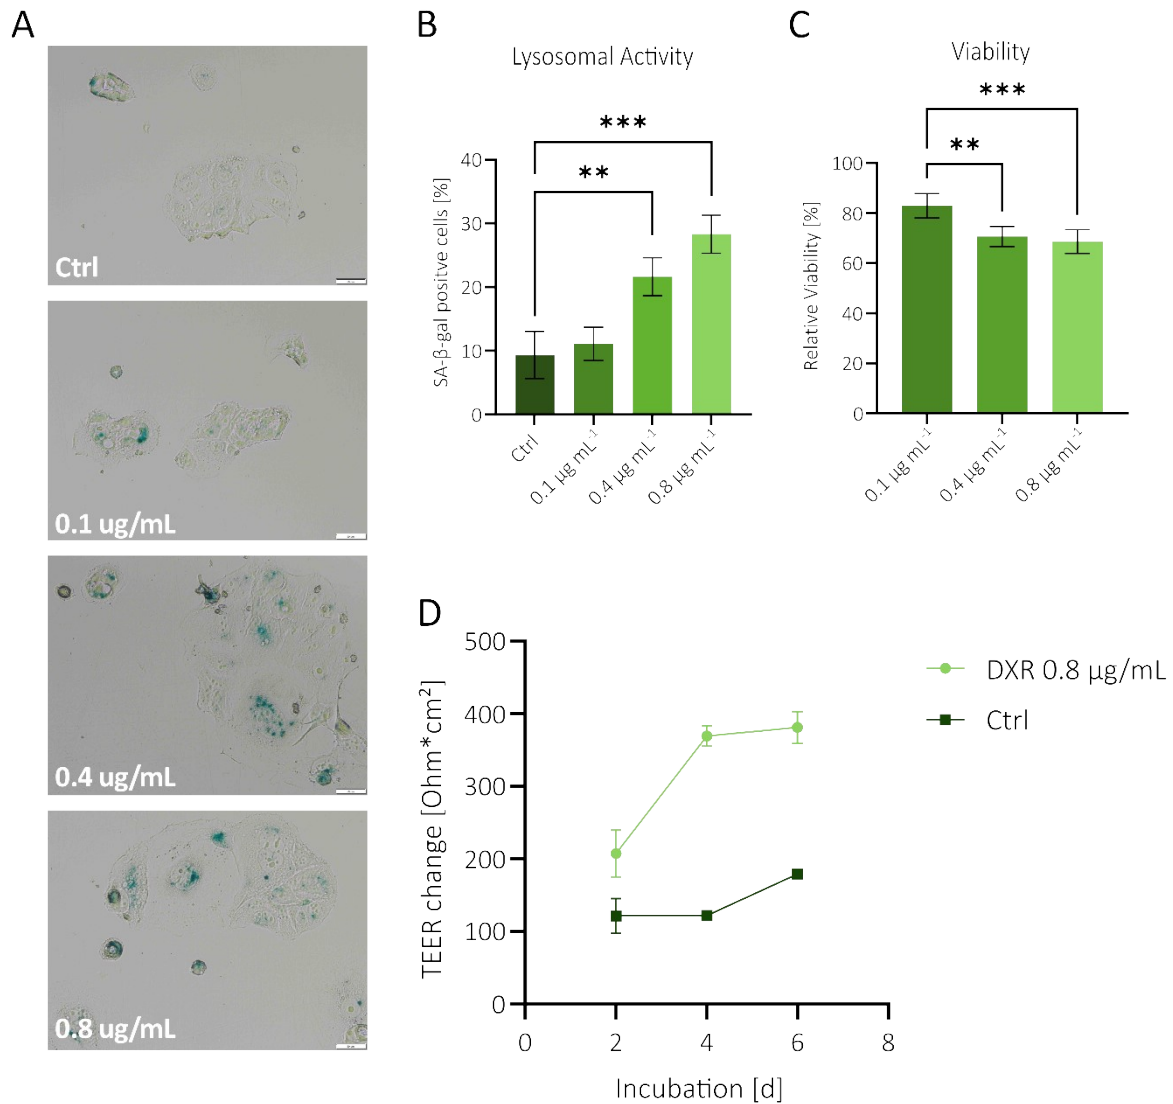 A
Ctrl
0.1 ug/mL
0.4 ug/mL
0.8 ug/mL
B
Lysosomal Activity
***
**
SA-β-gal positve cells [%]
40
30
20
10
0
Ctrl
0.1 µg mL⁻¹
0.4 µg mL⁻¹
0.8 µg mL⁻¹
C
Viability
***
**
Relative Viability [%]
100
80
60
40
20
0
0.1 µg mL⁻¹
0.4 µg mL⁻¹
0.8 µg mL⁻¹
D
TEER change [Ohm*cm²]
500
400
300
200
100
0
0 2 4 6 8
Incubation [d]
DXR 0.8 µg/mL
Ctrl